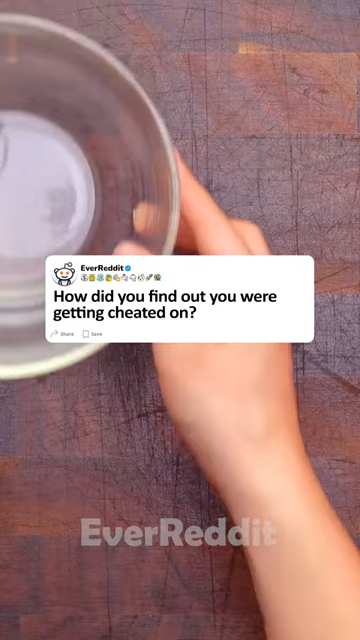 EverReddit
How did you find out you were
getting cheated on?
Share Save
EverReddit